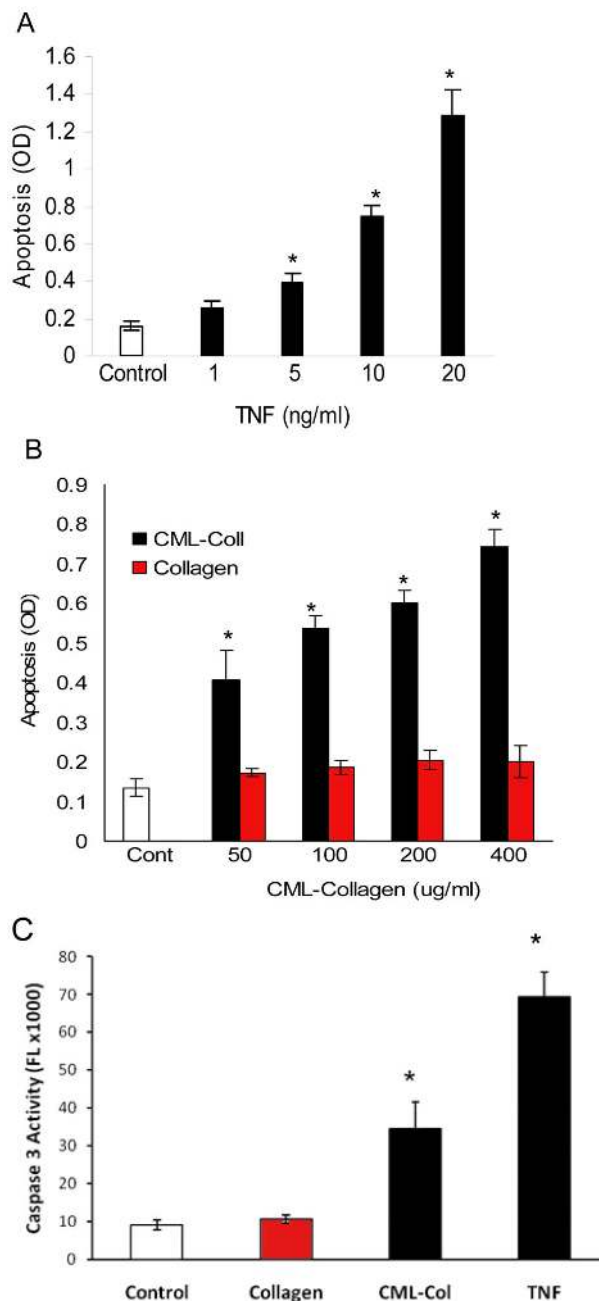 A
Apoptosis (OD)
1.6
1.4
1.2
1
0.8
0.6
0.4
0.2
0
*
*
*
Control 1 5 10 20
TNF (ng/ml)
B
Apoptosis (OD)
0.9
0.8
0.7
0.6
0.5
0.4
0.3
0.2
0.1
0
CML-Coll
Collagen
*
*
*
*
Cont 50 100 200 400
CML-Collagen (ug/ml)
C
Caspase 3 Activity (FL x1000)
80
70
60
50
40
30
20
10
0
*
*
Control Collagen CML-Col TNF